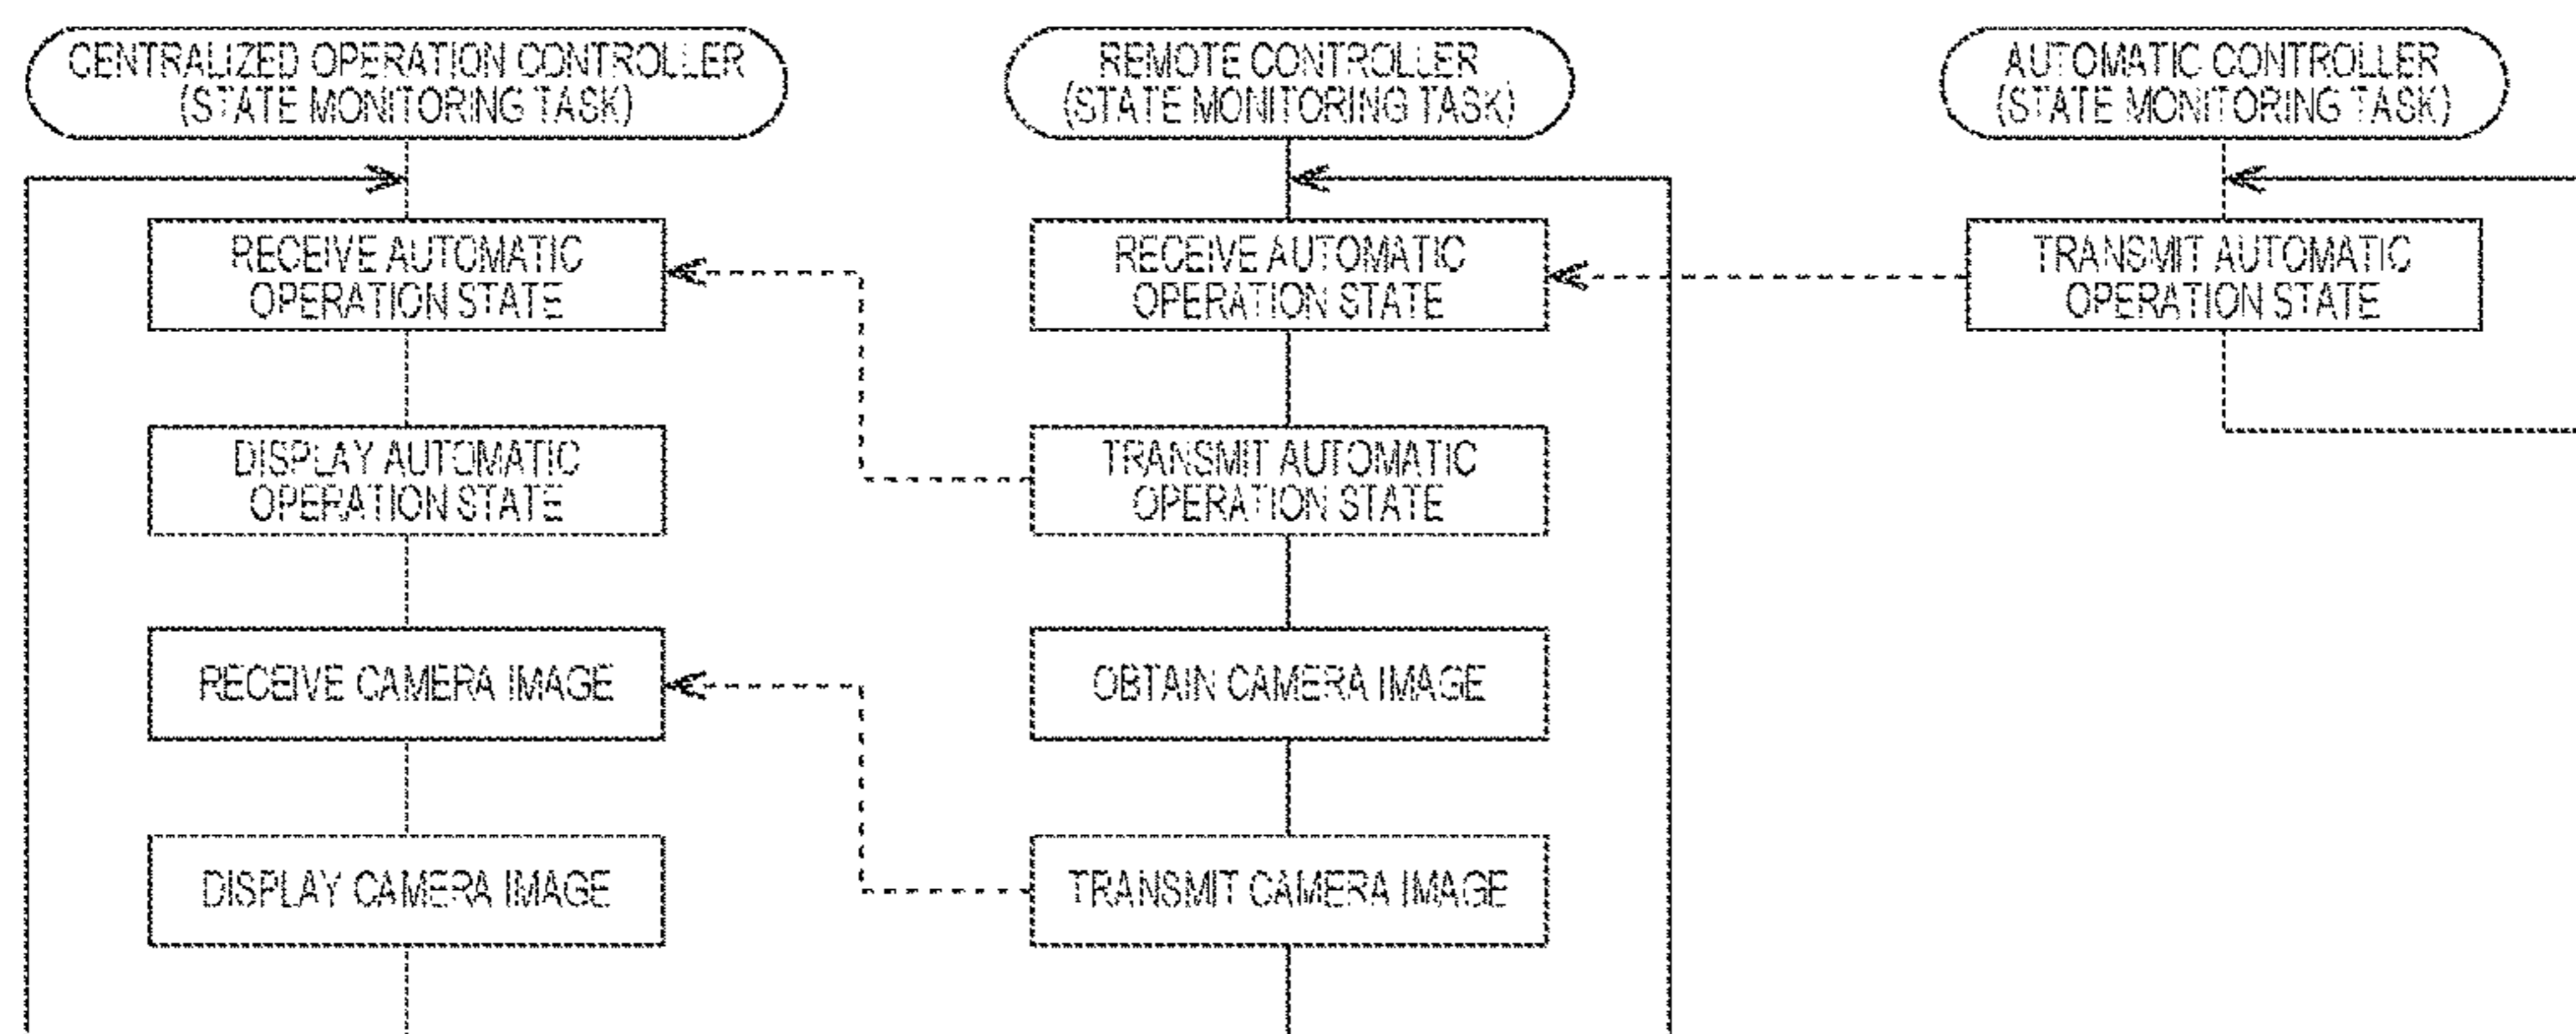 CENTRALIZED OPERATION CONTROLLER
(STATE MONITORING TASK)
RECEIVE AUTOMATIC
OPERATION STATE
DISPLAY AUTOMATIC
OPERATION STATE
RECEIVE CAMERA IMAGE
DISPLAY CAMERA IMAGE
REMOTE CONTROLLER
(STATE MONITORING TASK)
RECEIVE AUTOMATIC
OPERATION STATE
TRANSMIT AUTOMATIC
OPERATION STATE
OBTAIN CAMERA IMAGE
TRANSMIT CAMERA IMAGE
AUTOMATIC CONTROLLER
(STATE MONITORING TASK)
TRANSMIT AUTOMATIC
OPERATION STATE